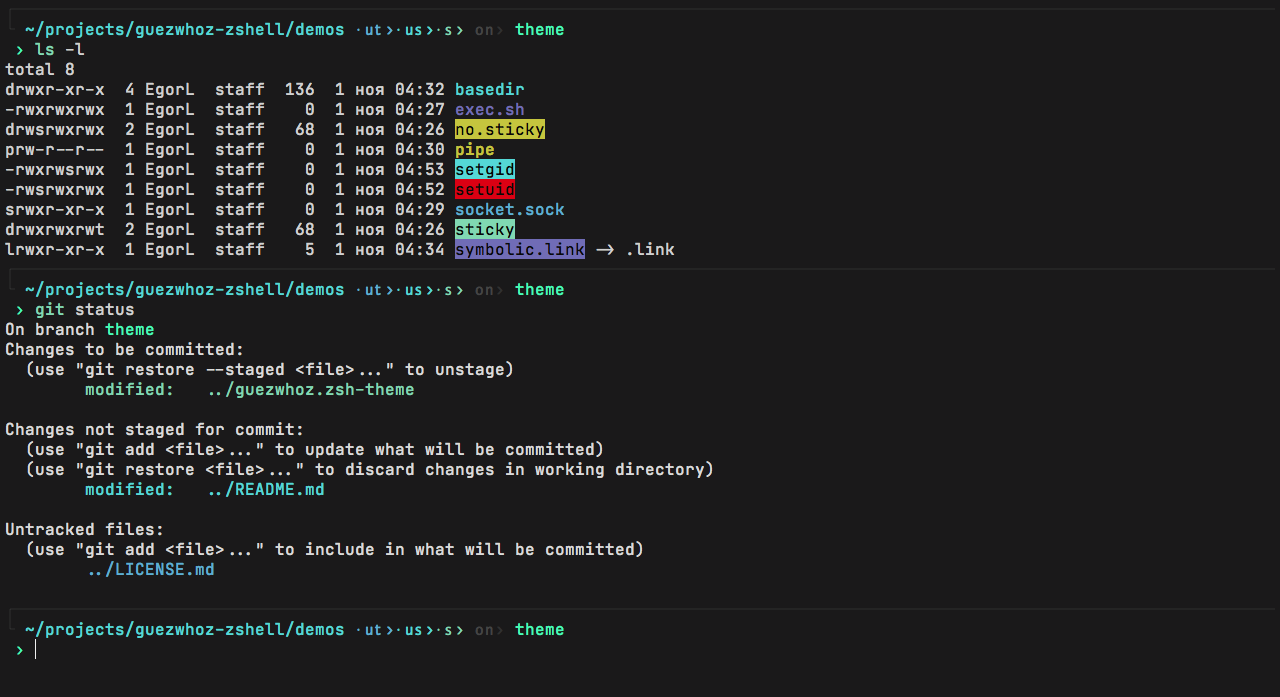 ~/projects/guezwhoz-zshell/demos ·ut›·us›·s› on› theme
› ls -l
total 8
drwxr-xr-x  4 EgorL  staff  136  1 ноя 04:32 basedir
-rwxrwxrwx  1 EgorL  staff    0  1 ноя 04:27 exec.sh
drwsrwxrwx  2 EgorL  staff   68  1 ноя 04:26 no.sticky
prw-r--r--  1 EgorL  staff    0  1 ноя 04:30 pipe
-rwxrwsrwx  1 EgorL  staff    0  1 ноя 04:53 setgid
-rwsrwxrwx  1 EgorL  staff    0  1 ноя 04:52 setuid
srwxr-xr-x  1 EgorL  staff    0  1 ноя 04:29 socket.sock
drwxrwxrwt  2 EgorL  staff   68  1 ноя 04:26 sticky
lrwxr-xr-x  1 EgorL  staff    5  1 ноя 04:34 symbolic.link -> .link
~/projects/guezwhoz-zshell/demos ·ut›·us›·s› on› theme
› git status
On branch theme
Changes to be committed:
  (use "git restore --staged <file>..." to unstage)
        modified:   ../guezwhoz.zsh-theme
Changes not staged for commit:
  (use "git add <file>..." to update what will be committed)
  (use "git restore <file>..." to discard changes in working directory)
        modified:   ../README.md
Untracked files:
  (use "git add <file>..." to include in what will be committed)
        ../LICENSE.md
~/projects/guezwhoz-zshell/demos ·ut›·us›·s› on› theme
›